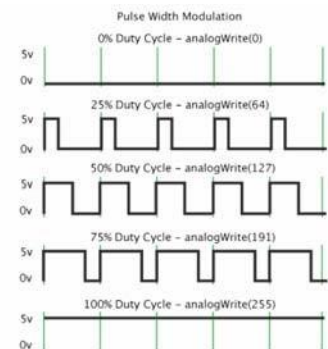 Pulse Width Modulation
0% Duty Cycle – analogWrite(0)
5v
0v
25% Duty Cycle – analogWrite(64)
5v
0v
50% Duty Cycle – analogWrite(127)
5v
0v
75% Duty Cycle – analogWrite(191)
5v
0v
100% Duty Cycle – analogWrite(255)
5v
0v